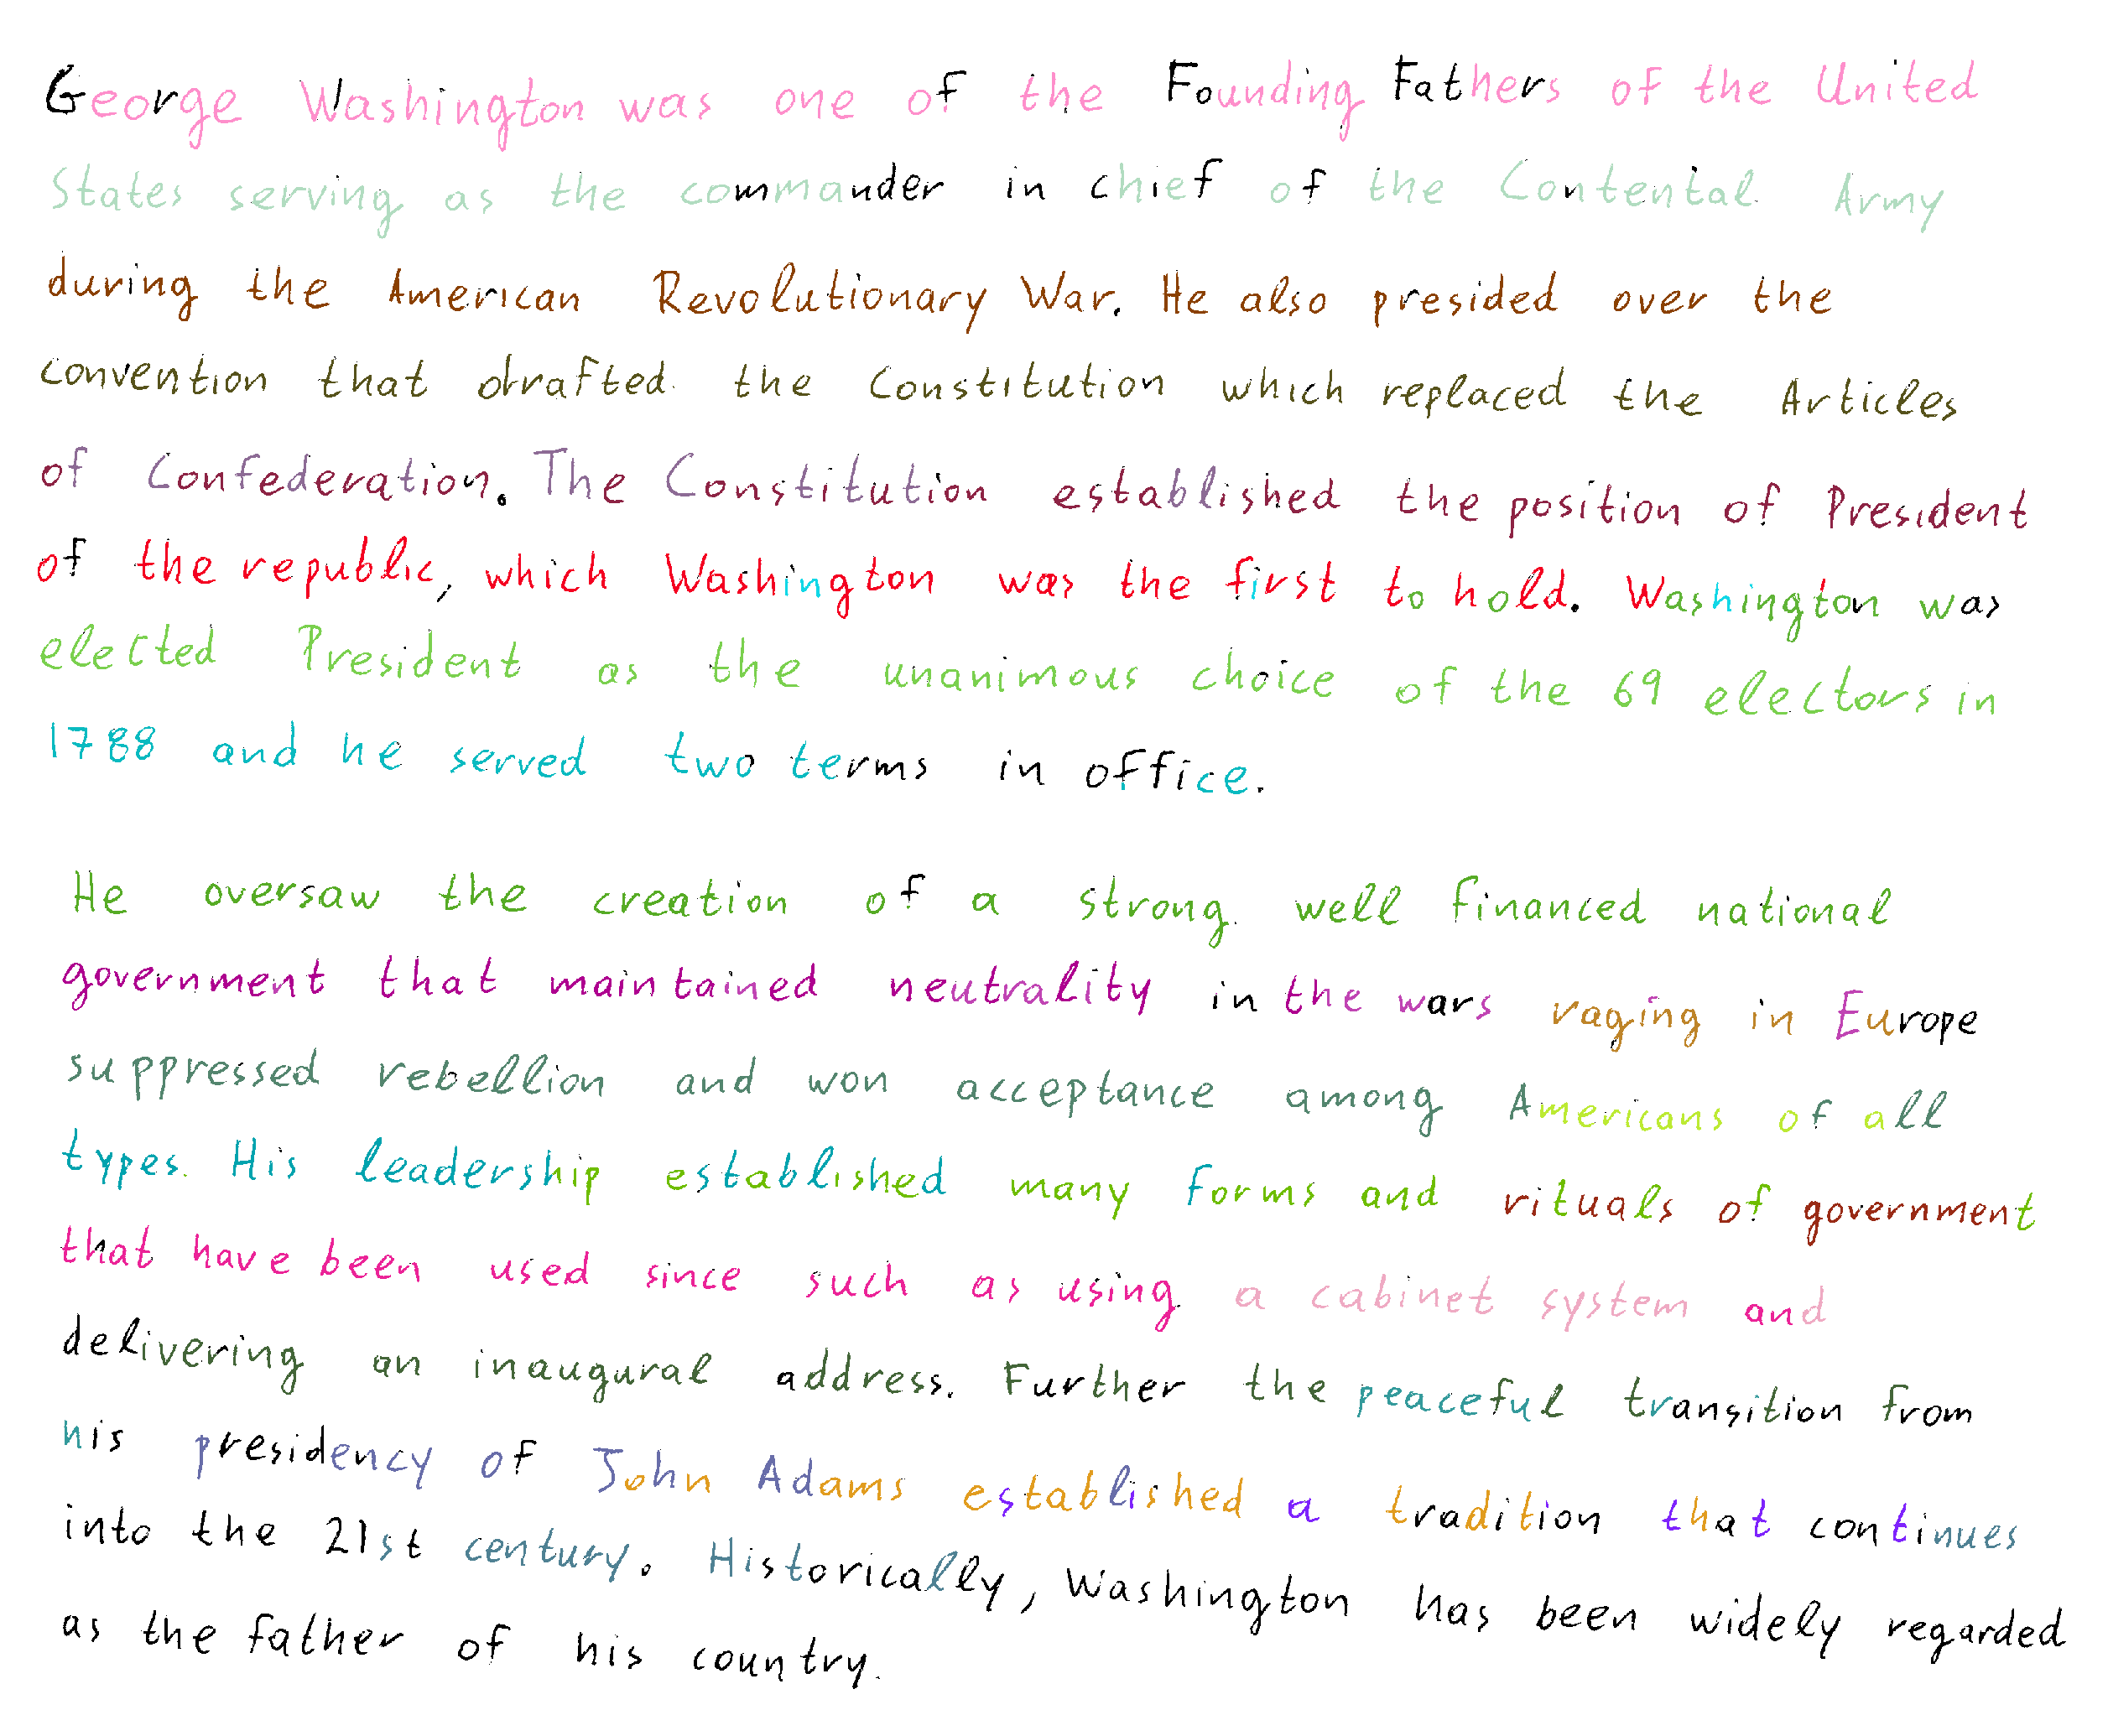 George Washington was one of the Founding Fathers of the United
States serving as the commander in chief of the Contental Army
during the American Revolutionary War. He also presided over the
convention that drafted the Constitution which replaced the Articles
of Confederation. The Constitution established the position of President
of the republic, which Washington was the first to hold. Washington was
elected President as the unanimous choice of the 69 electors in
1788 and he served two terms in office.
He oversaw the creation of a strong well financed national
government that maintained neutrality in the wars raging in Europe
suppressed rebellion and won acceptance among Americans of all
types. His leadership established many forms and rituals of government
that have been used since such as using a cabinet system and
delivering an inaugural address. Further the peaceful transition from
his presidency of John Adams established a tradition that continues
into the 21st century. Historically, Washington has been widely regarded
as the father of his country.